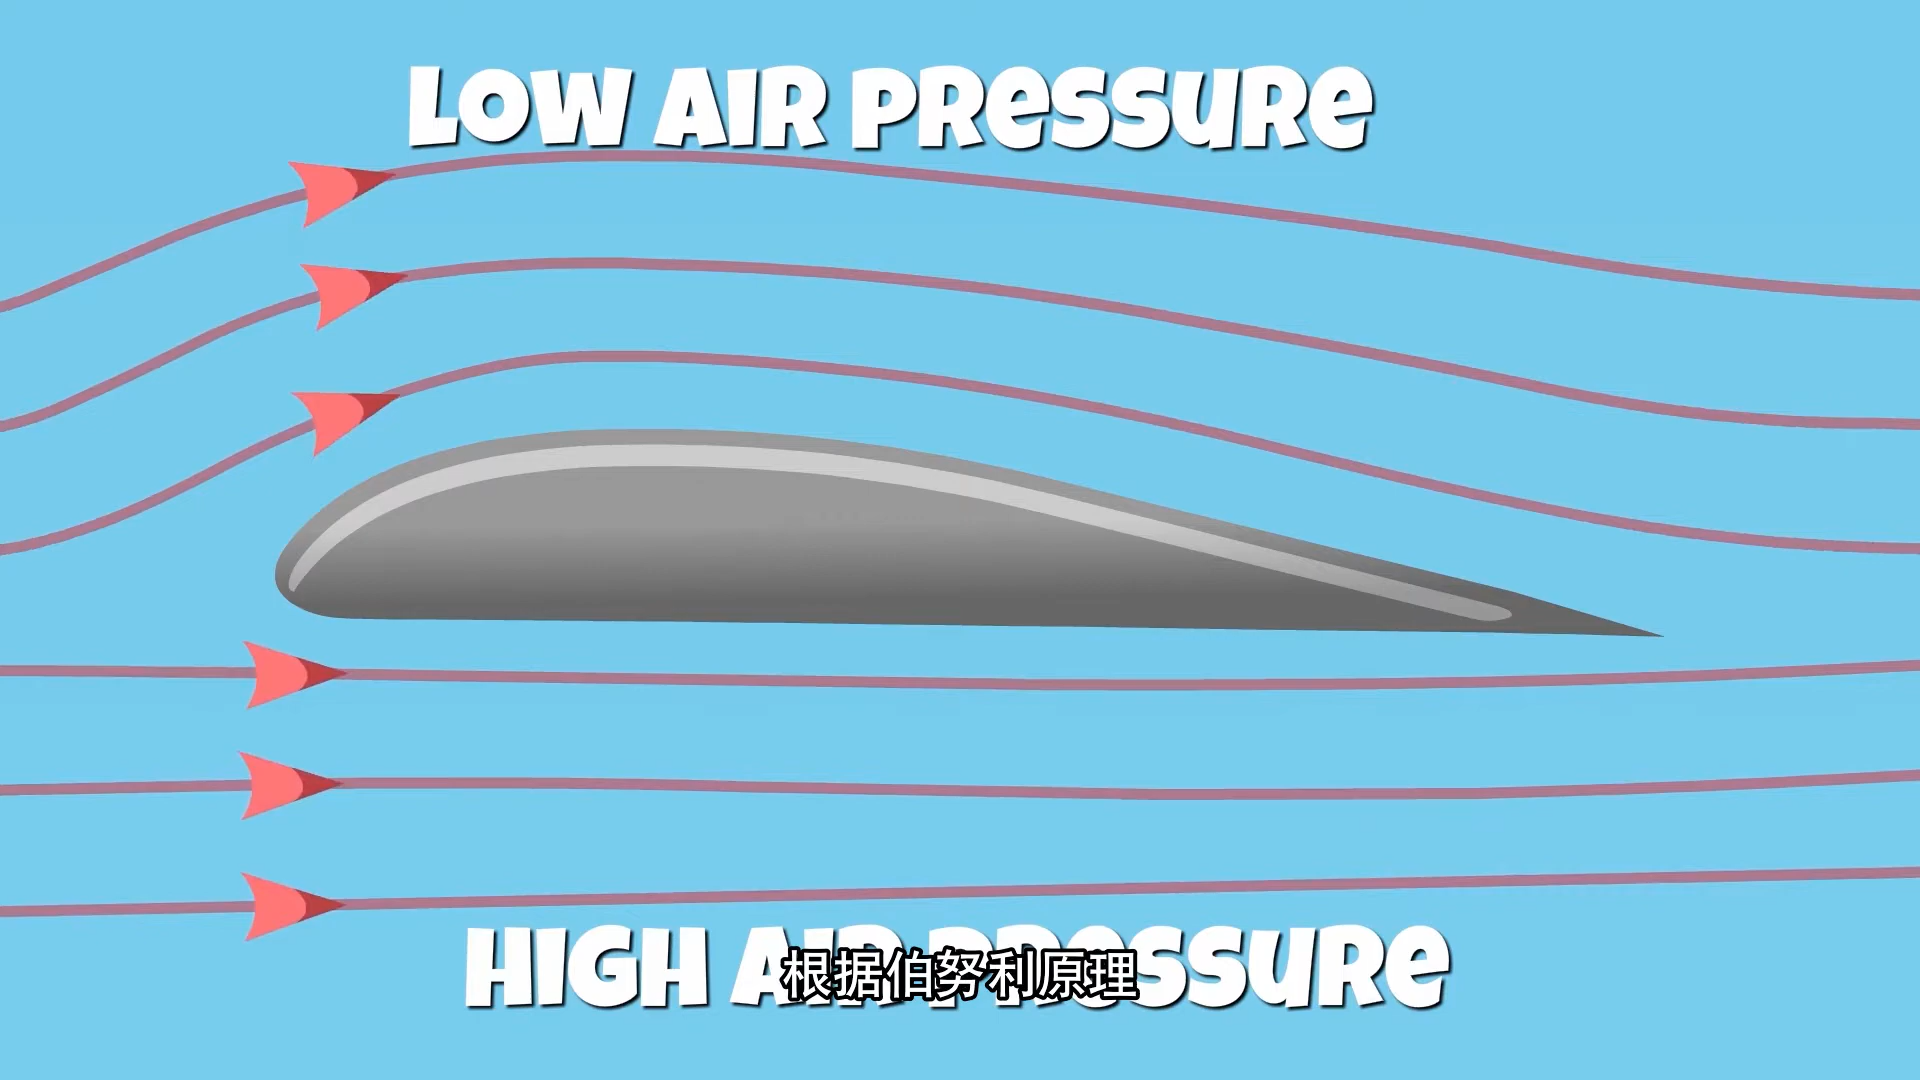 LOW AIR PRESSURE
HIGH AIR PRESSURE
根据伯努利原理